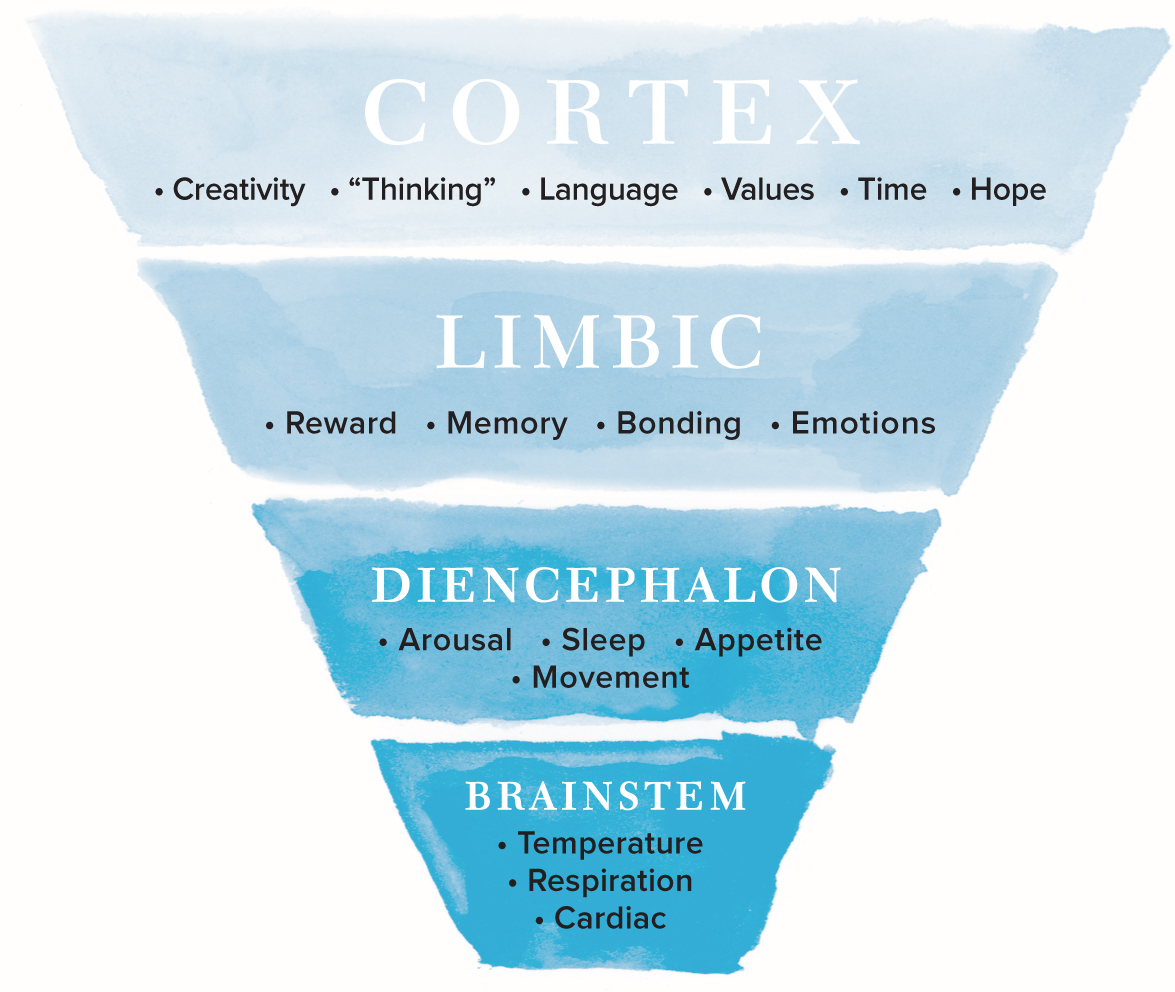 CORTEX
• Creativity • “Thinking” • Language • Values • Time • Hope
LIMBIC
• Reward • Memory • Bonding • Emotions
DIENCEPHALON
• Arousal • Sleep • Appetite
• Movement
BRAINSTEM
• Temperature
• Respiration
• Cardiac